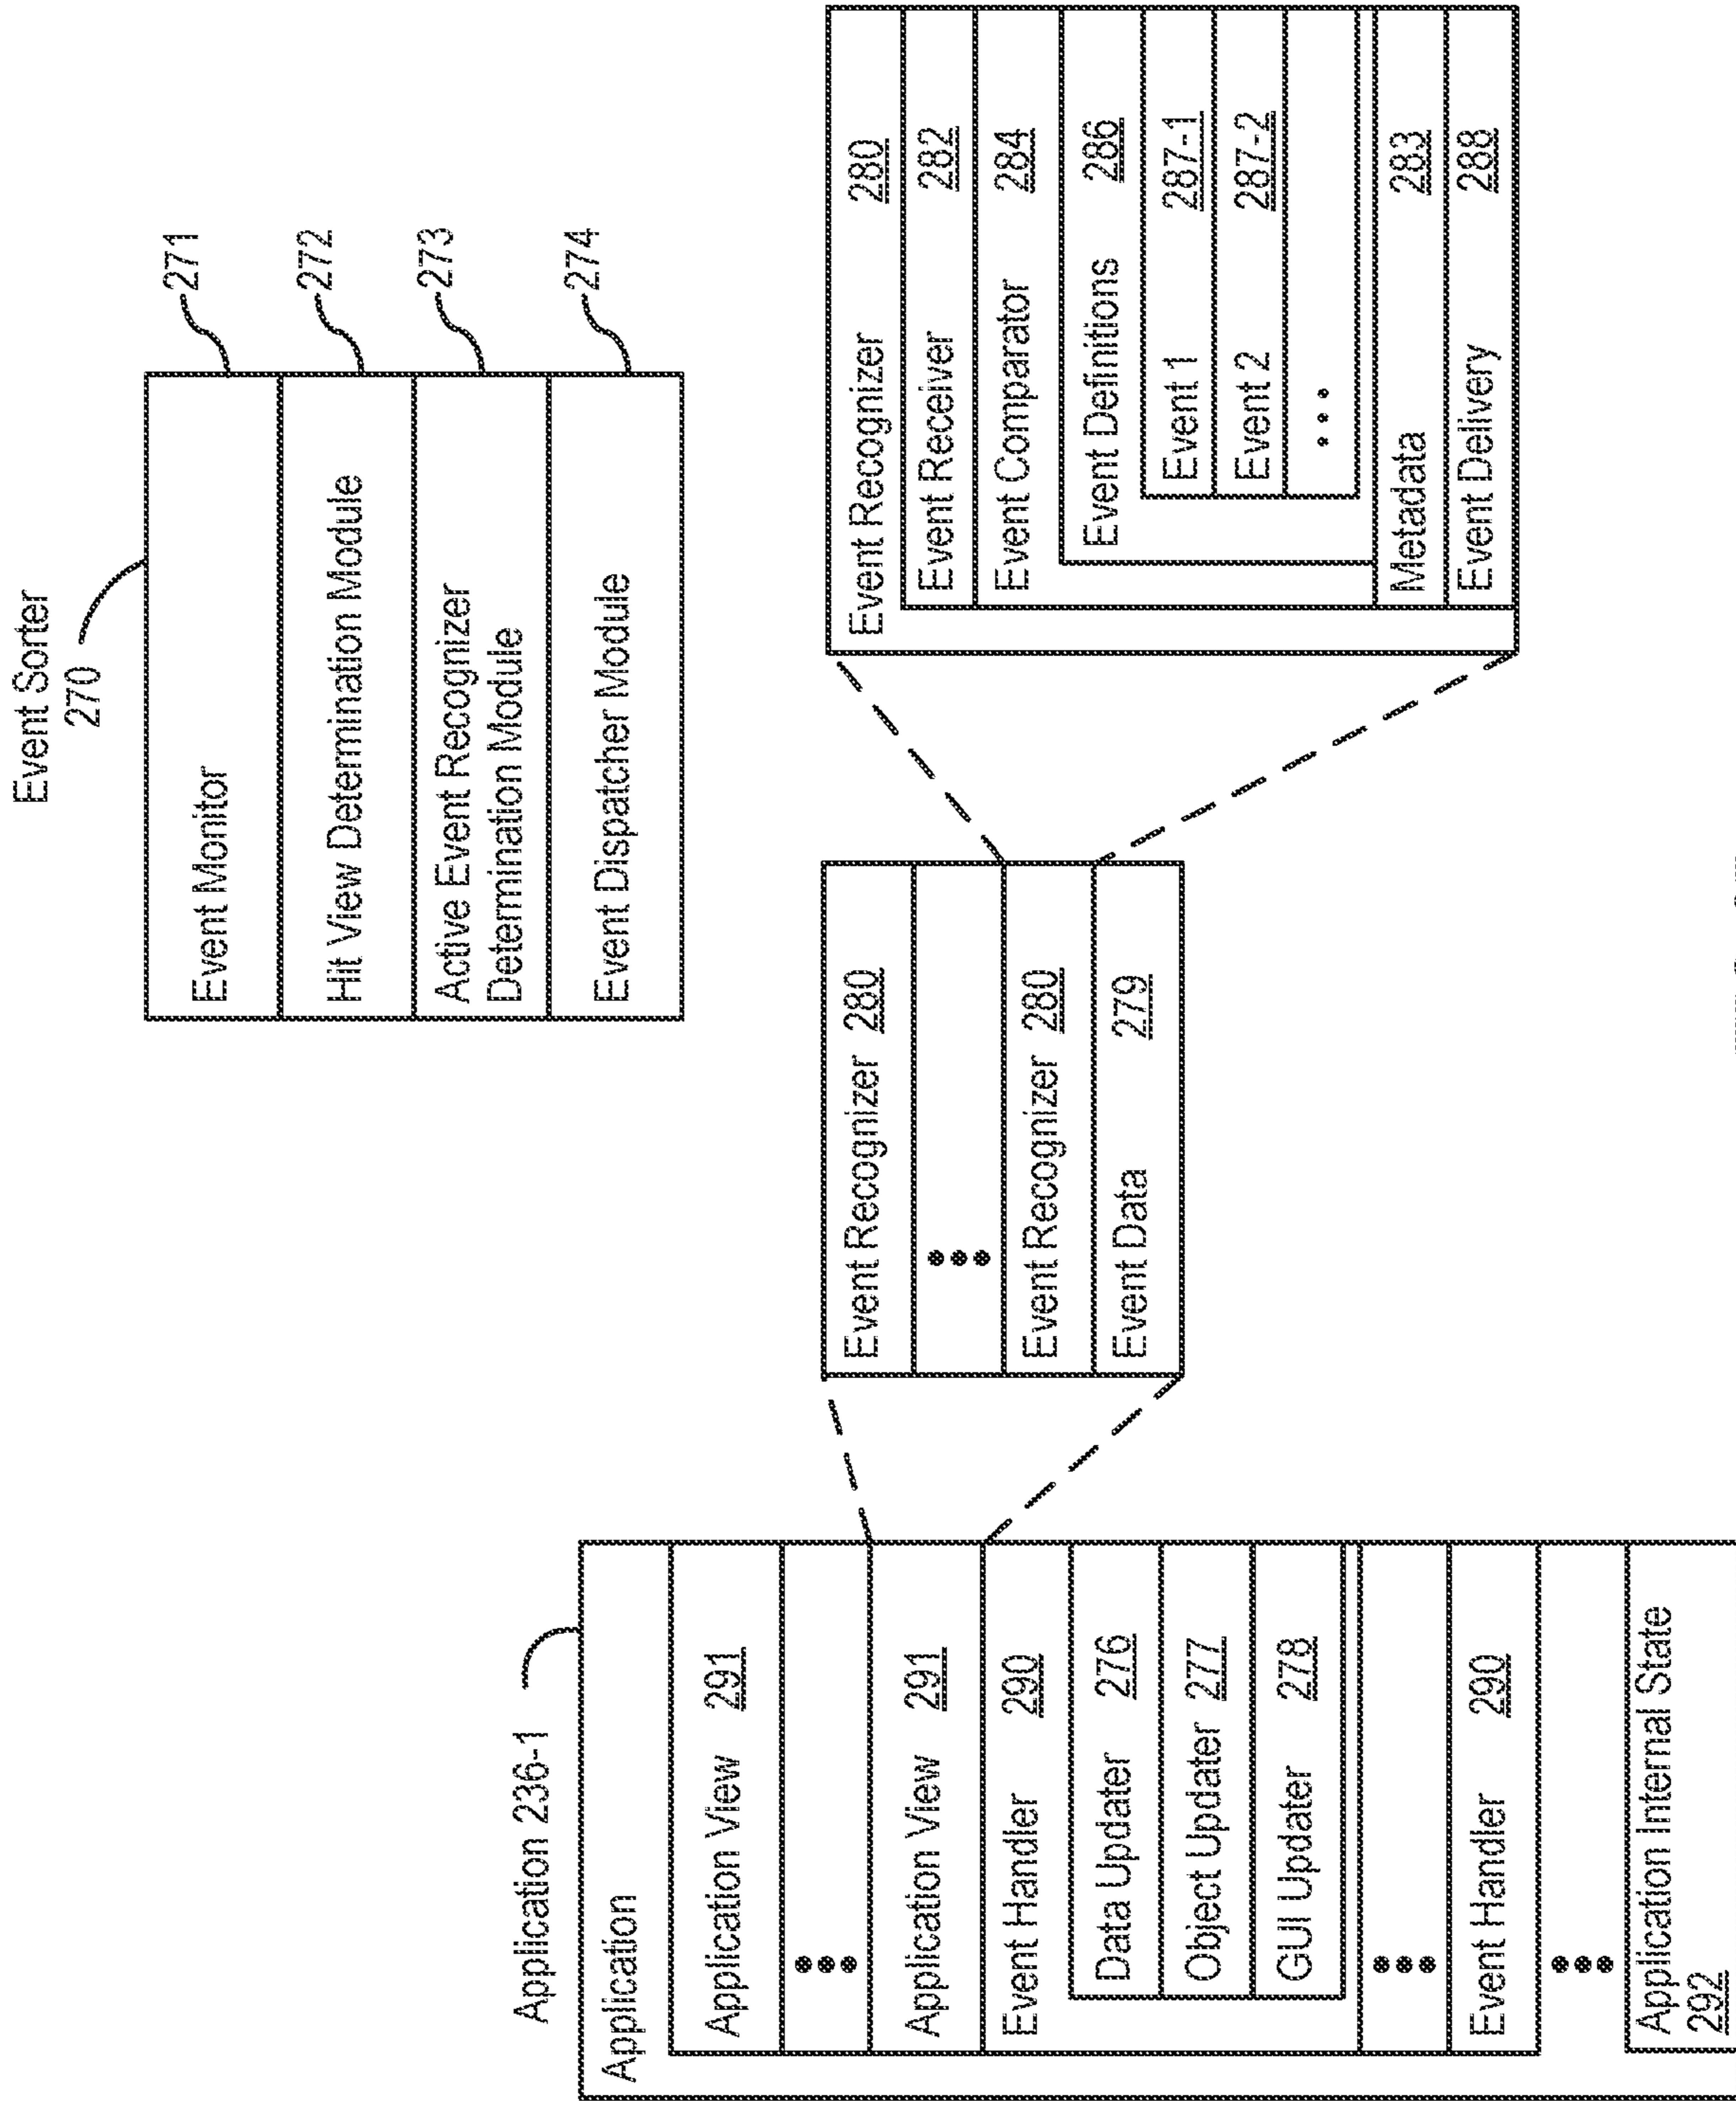 Event Sorter
270
Event Monitor
271
Hit View Determination Module
272
Active Event Recognizer
Determination Module
273
Event Dispatcher Module
274
Application 236-1
Application
Application View 291
•••
Application View 291
Event Handler 290
Data Updater 276
Object Updater 277
GUI Updater 278
•••
Event Handler 290
•••
Application Internal State
292
Event Recognizer 280
•••
Event Recognizer 280
Event Data 279
Event Recognizer 280
Event Receiver 282
Event Comparator 284
Event Definitions 286
Event 1 287-1
Event 2 287-2
•••
Metadata 283
Event Delivery 288